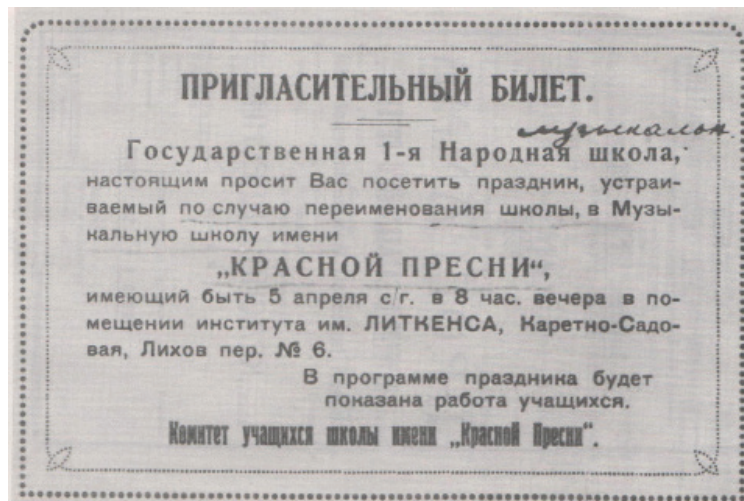 ПРИГЛАСИТЕЛЬНЫЙ БИЛЕТ.
музыкальн.
Государственная 1-я Народная школа,
настоящим просит Вас посетить праздник, устраи-
ваемый по случаю переименования школы, в Музы-
кальную школу имени
„КРАСНОЙ ПРЕСНИ“,
имеющий быть 5 апреля с/г. в 8 час. вечера в по-
мещении института им. ЛИТКЕНСА, Каретно-Садо-
вая, Лихов пер. № 6.
В программе праздника будет
показана работа учащихся.
Комитет учащихся школы имени „Красной Пресни“.